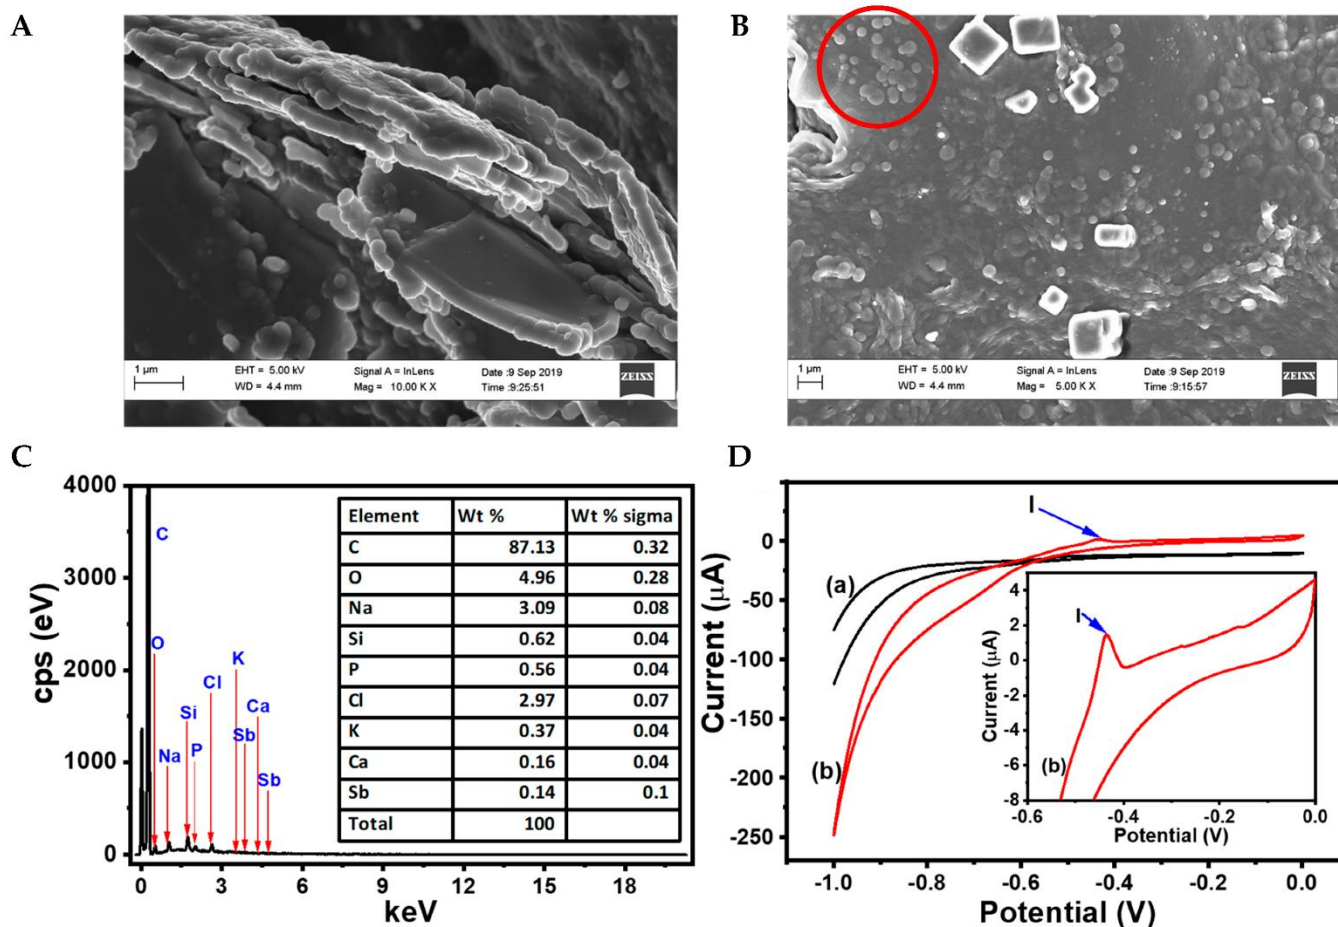 A
1 µm
EHT = 5.00 kV
WD = 4.4 mm
Signal A = InLens
Mag = 10.00 K X
Date :9 Sep 2019
Time :9:25:51
ZEISS
B
1 µm
EHT = 5.00 kV
WD = 4.4 mm
Signal A = InLens
Mag = 5.00 K X
Date :9 Sep 2019
Time :9:15:57
ZEISS
C
4000
3000
2000
1000
0
cps (eV)
C
O
Na
Si
P
Cl
K
Sb
Ca
Sb
Element Wt % Wt % sigma
C 87.13 0.32
O 4.96 0.28
Na 3.09 0.08
Si 0.62 0.04
P 0.56 0.04
Cl 2.97 0.07
K 0.37 0.04
Ca 0.16 0.04
Sb 0.14 0.1
Total 100
0 3 6 9 12 15 18
keV
D
0
-50
-100
-150
-200
-250
Current (µA)
I
(a)
(b)
4
2
0
-2
-4
-6
-8
Current (µA)
I
(b)
-0.6 -0.4 -0.2 0.0
Potential (V)
-1.0 -0.8 -0.6 -0.4 -0.2 0.0
Potential (V)